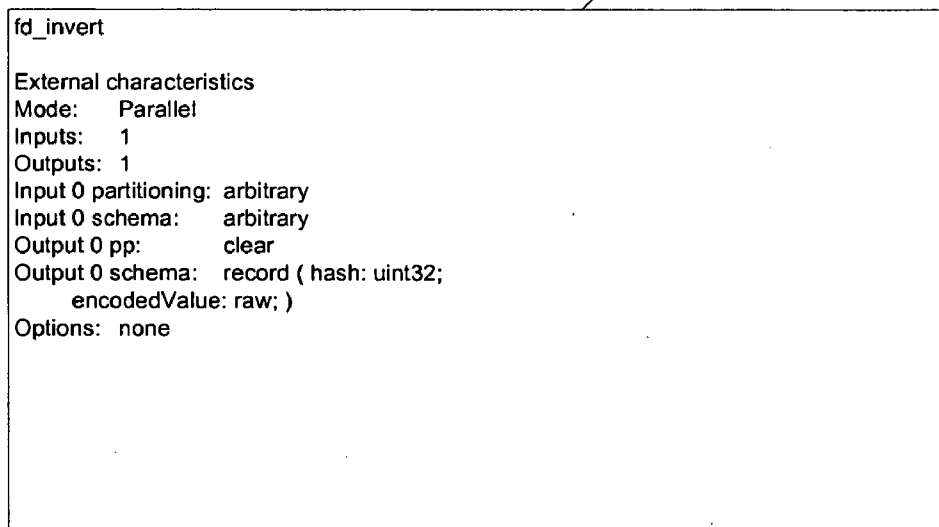 fd_invert
External characteristics
Mode: Parallel
Inputs: 1
Outputs: 1
Input 0 partitioning: arbitrary
Input 0 schema: arbitrary
Output 0 pp: clear
Output 0 schema: record ( hash: uint32;
encodedValue: raw; )
Options: none